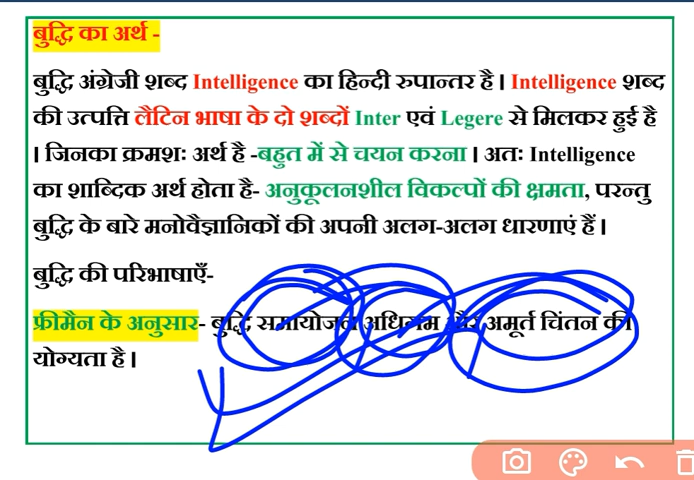 बुद्धि का अर्थ -
बुद्धि अंग्रेजी शब्द Intelligence का हिन्दी रुपान्तर है | Intelligence शब्द
की उत्पत्ति लैटिन भाषा के दो शब्दों Inter एवं Legere से मिलकर हुई है
| जिनका क्रमशः अर्थ है -बहुत में से चयन करना | अतः Intelligence
का शाब्दिक अर्थ होता है- अनुकूलनशील विकल्पों की क्षमता, परन्तु
बुद्धि के बारे मनोवैज्ञानिकों की अपनी अलग-अलग धारणाएं हैं |
बुद्धि की परिभाषाएँ-
फ्रीमैन के अनुसार- बुद्धि समायोजन अधिगम और अमूर्त चिंतन की
योग्यता है |